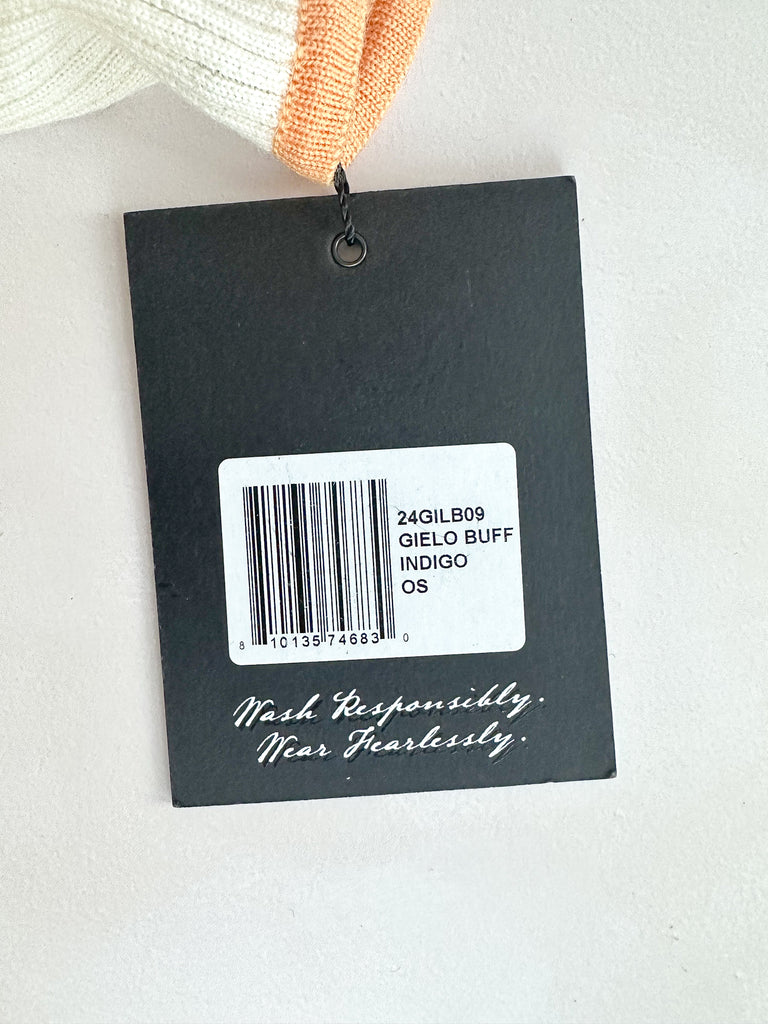 24GILB09
GIELO BUFF
INDIGO
OS
8 10135 74683 0
Wash Responsibly.
Wear Fearlessly.